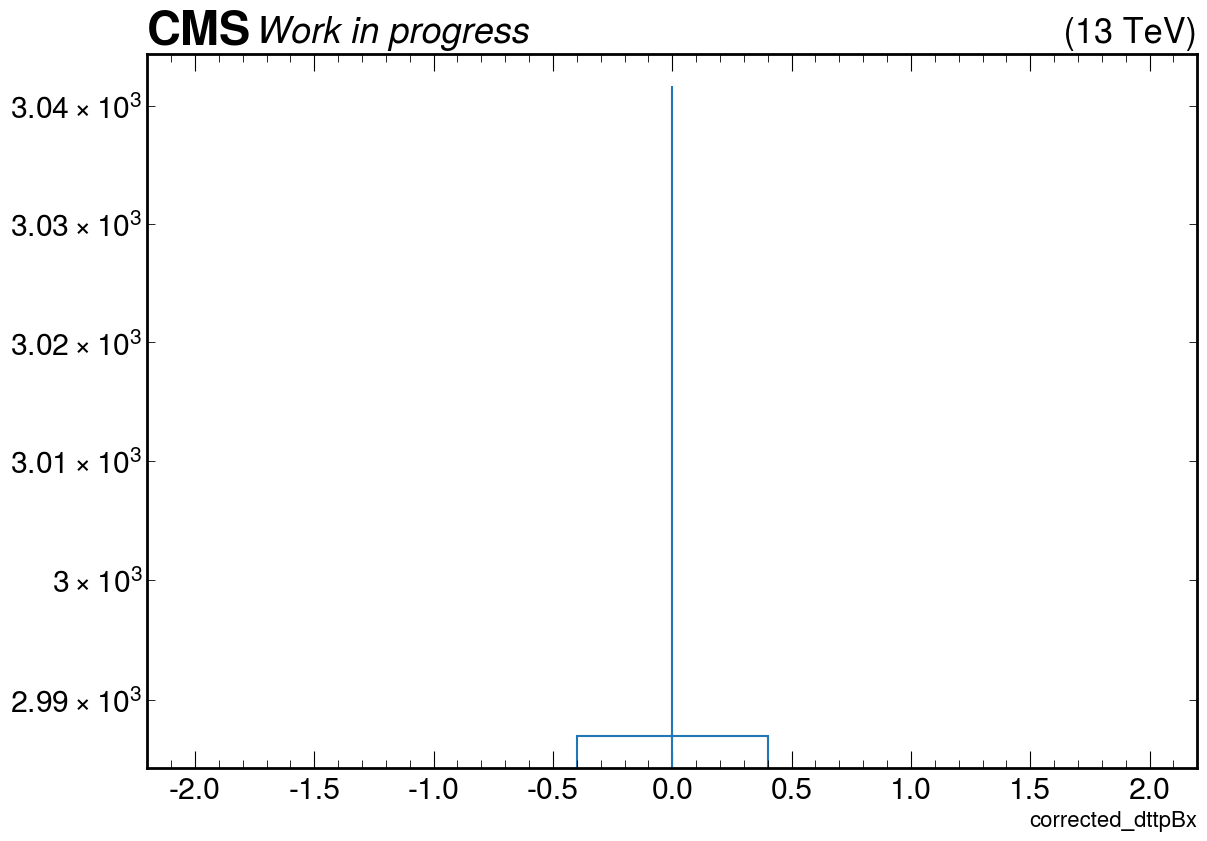 CMS Work in progress (13 TeV)
3.04 × 10³
3.03 × 10³
3.02 × 10³
3.01 × 10³
3 × 10³
2.99 × 10³
-2.0 -1.5 -1.0 -0.5 0.0 0.5 1.0 1.5 2.0
corrected_dttpBx